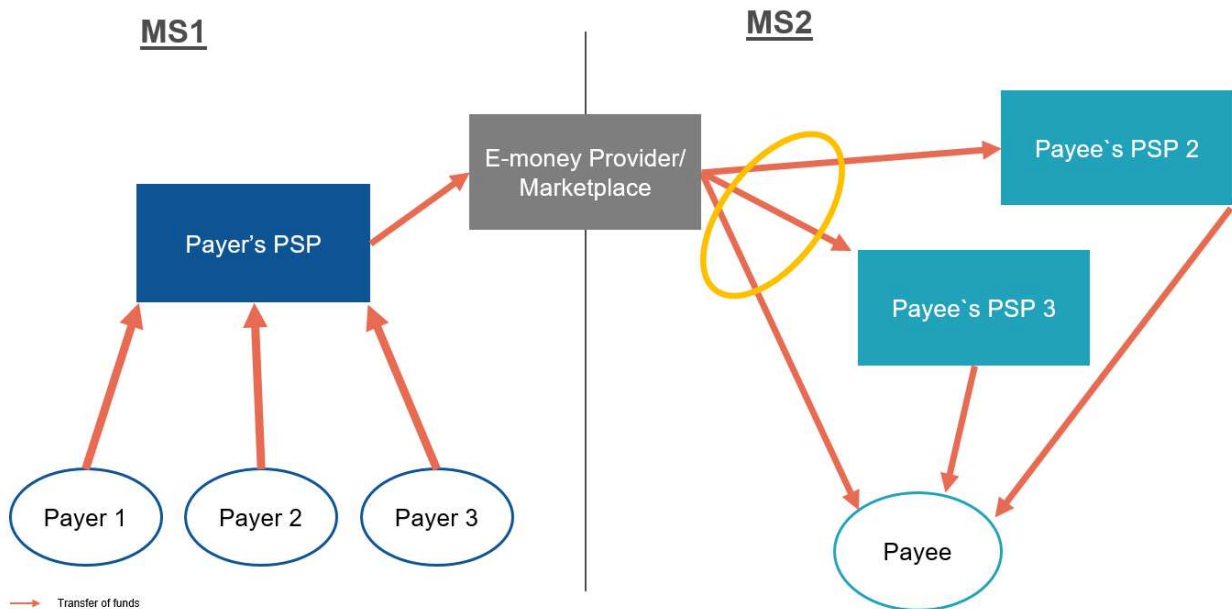 MS1
MS2
E-money Provider/
Marketplace
Payee`s PSP 2
Payer’s PSP
Payee`s PSP 3
Payer 1
Payer 2
Payer 3
Payee
Transfer of funds